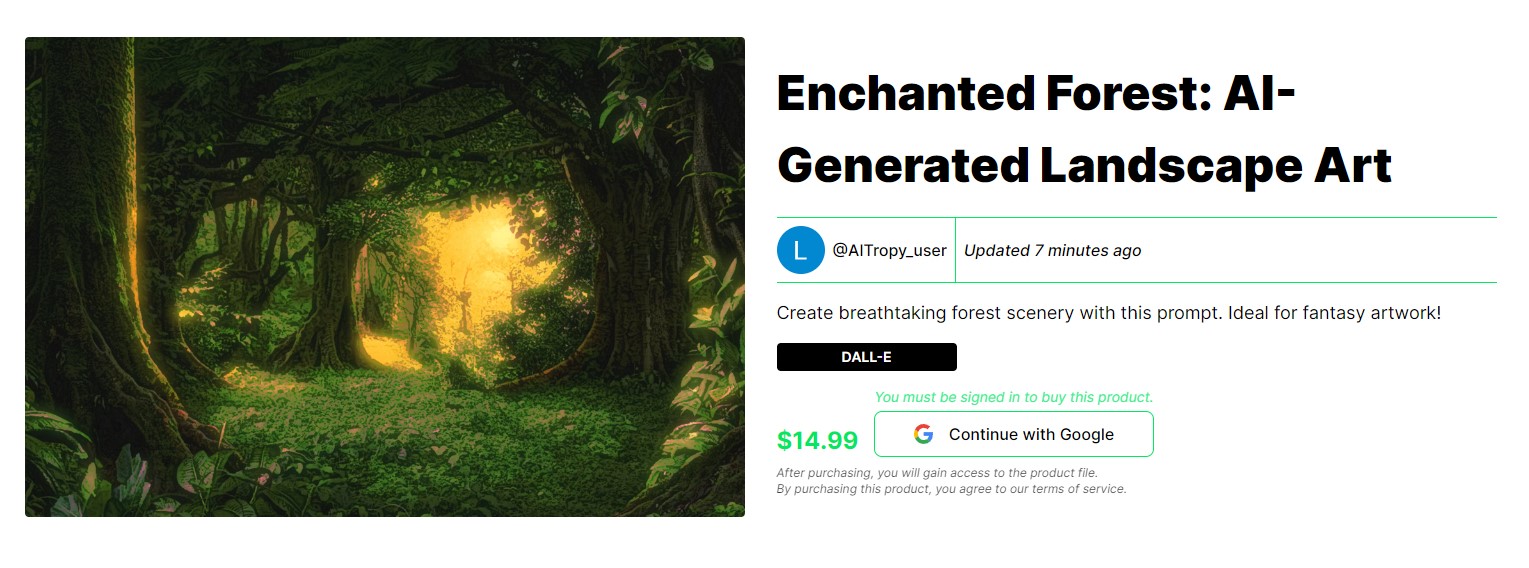 Enchanted Forest: AI-
Generated Landscape Art
L
@AITropy_user
Updated 7 minutes ago
Create breathtaking forest scenery with this prompt. Ideal for fantasy artwork!
DALL-E
You must be signed in to buy this product.
$14.99
Continue with Google
After purchasing, you will gain access to the product file.
By purchasing this product, you agree to our terms of service.